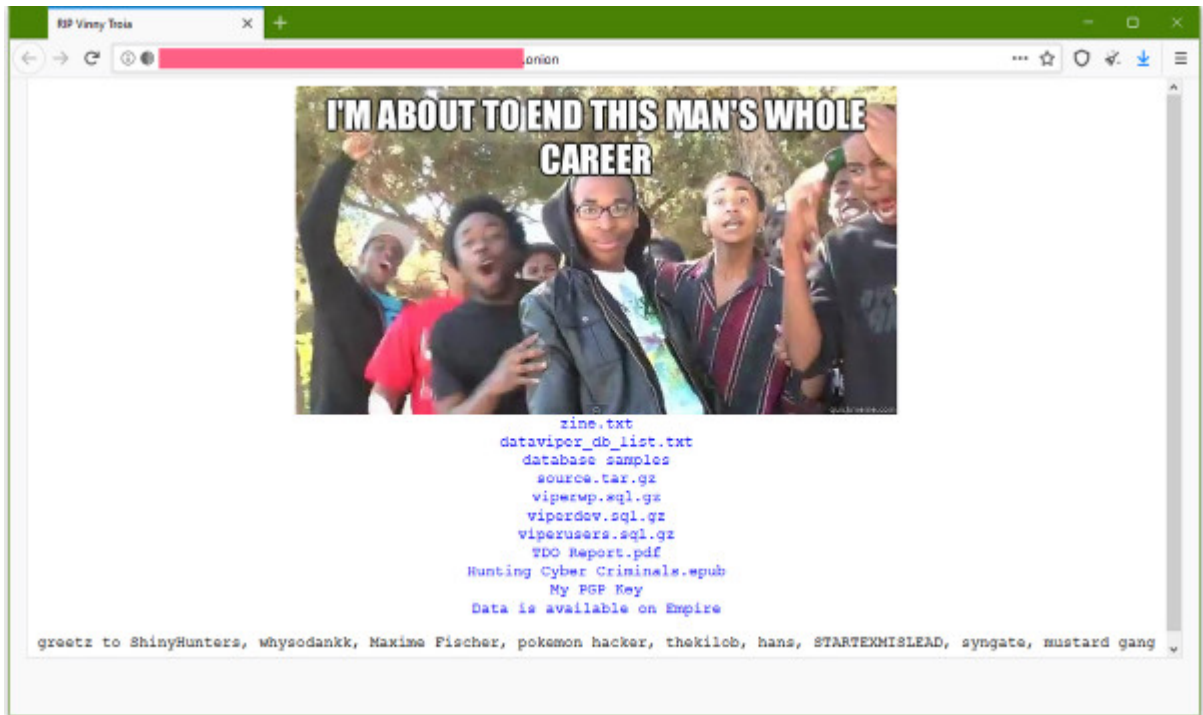 RIP Vinny Troia
.onion
I'M ABOUT TO END THIS MAN'S WHOLE
CAREER
quickmeme.com
zine.txt
dataviper_db_list.txt
database samples
source.tar.gz
viperwp.sql.gz
viperdev.sql.gz
viperusers.sql.gz
TDO Report.pdf
Hunting Cyber Criminals.epub
My PGP Key
Data is available on Empire
greetz to ShinyHunters, whysodankk, Maxime Fischer, pokemon hacker, thekilob, hans, STARTEXMISLEAD, syngate, mustard gang